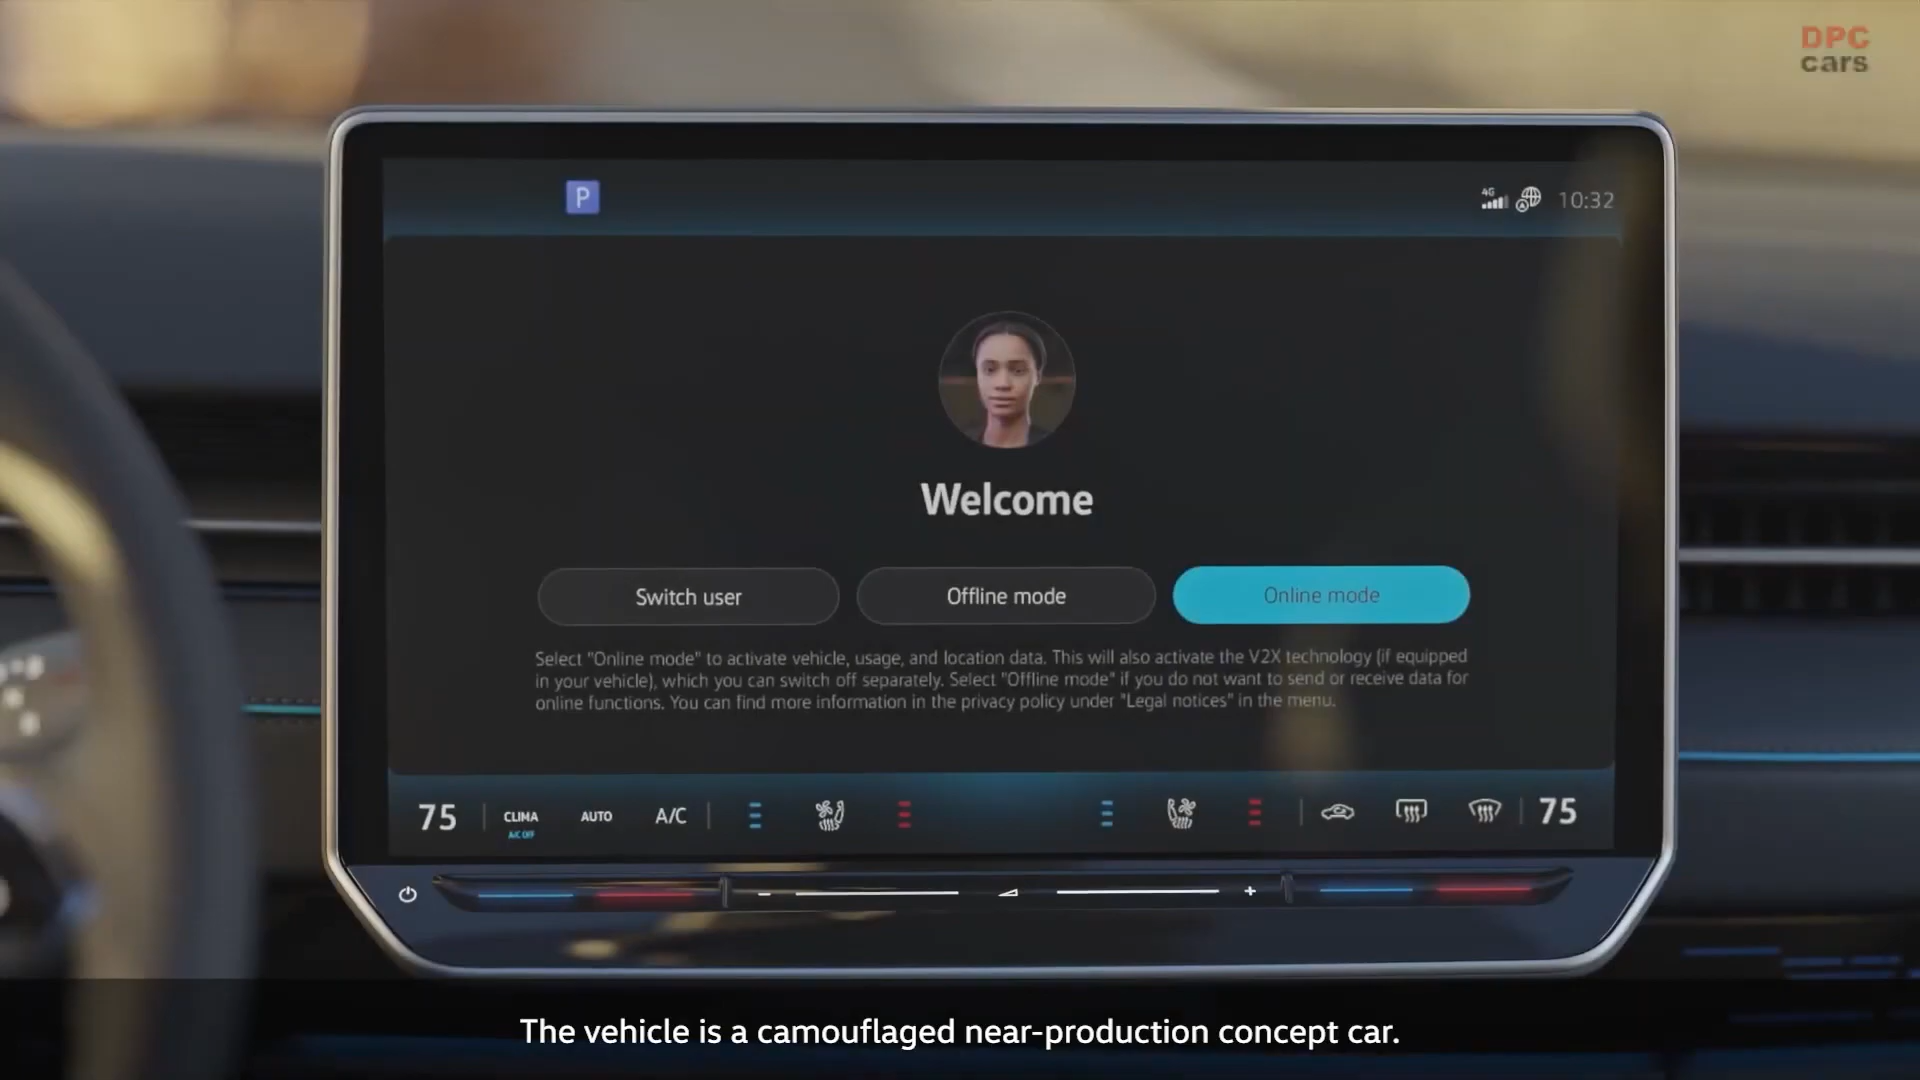 DPC
cars
P
4G
10:32
Welcome
Switch user
Offline mode
Online mode
Select "Online mode" to activate vehicle, usage, and location data. This will also activate the V2X technology (if equipped
in your vehicle), which you can switch off separately. Select "Offline mode" if you do not want to send or receive data for
online functions. You can find more information in the privacy policy under "Legal notices" in the menu.
75
CLIMA
A/C OFF
AUTO
A/C
75
The vehicle is a camouflaged near-production concept car.